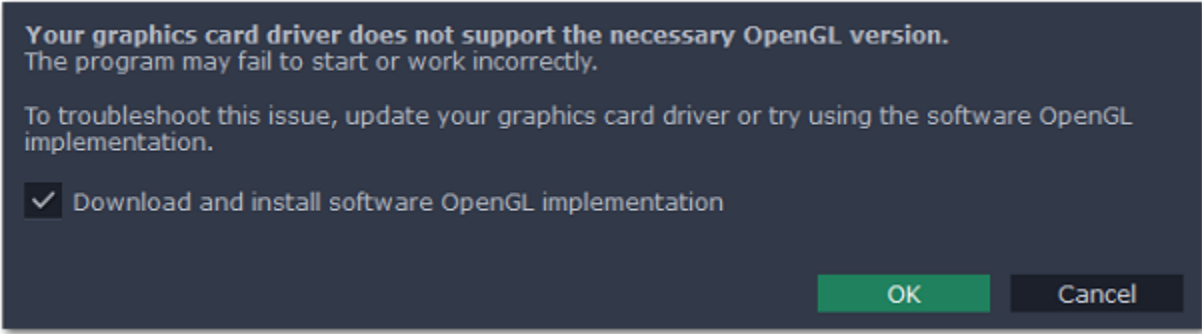 Your graphics card driver does not support the necessary OpenGL version.
The program may fail to start or work incorrectly.
To troubleshoot this issue, update your graphics card driver or try using the software OpenGL
implementation.
Download and install software OpenGL implementation
OK
Cancel